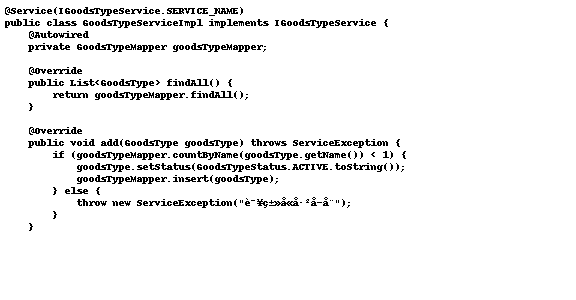 @Service(IGoodsTypeService.SERVICE_NAME)
public class GoodsTypeServiceImpl implements IGoodsTypeService {
    @Autowired
    private GoodsTypeMapper goodsTypeMapper;

    @Override
    public List<GoodsType> findAll() {
        return goodsTypeMapper.findAll();
    }

    @Override
    public void add(GoodsType goodsType) throws ServiceException {
        if (goodsTypeMapper.countByName(goodsType.getName()) < 1) {
            goodsType.setStatus(GoodsTypeStatus.ACTIVE.toString());
            goodsTypeMapper.insert(goodsType);
        } else {
            throw new ServiceException("è¯¥ç±»å«å·²å­å¨");
        }
    }